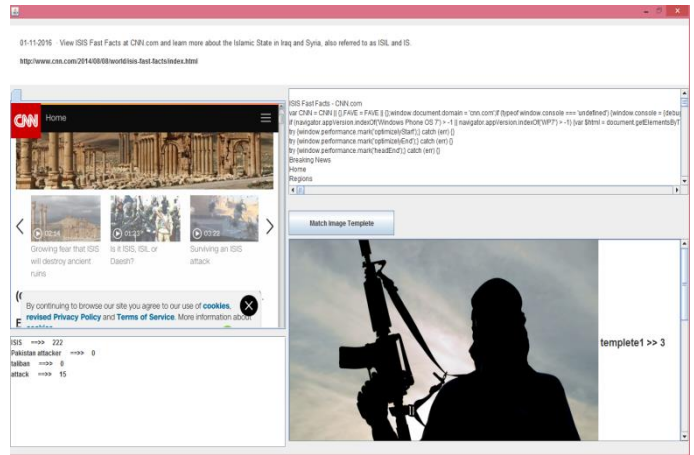 01-11-2016 · View ISIS Fast Facts at CNN.com and learn more about the Islamic State in Iraq and Syria, also referred to as ISIL and IS.
http://www.cnn.com/2014/08/08/world/isis-fast-facts/index.html
CNN Home
02:14 01:23 01:22
Growing fear that ISIS will destroy ancient ruins
Is it ISIS, ISIL or Daesh?
Surviving an ISIS attack
By continuing to browse our site you agree to our use of cookies,
revised Privacy Policy and Terms of Service. More information about
cookies
ISIS ==>> 222
Pakistan attacker ==>> 0
taliban ==>> 0
attack ==>> 15
ISIS Fast Facts - CNN.com
var CNN = CNN || {},FAVE = FAVE || {};window.document.domain = 'cnn.com';if (typeof window.console === 'undefined') {window.console = {debug
if (navigator.appVersion.indexOf('Windows Phone OS 7') > -1 || navigator.appVersion.indexOf('WP7') > -1) {var $html = document.getElementsByT
try {window.performance.mark('optimizelyStart');} catch (err) {}
try {window.performance.mark('optimizelyEnd');} catch (err) {}
try {window.performance.mark('headEnd');} catch (err) {}
Breaking News
Home
Regions
Match Image Templete
templete1 >> 3